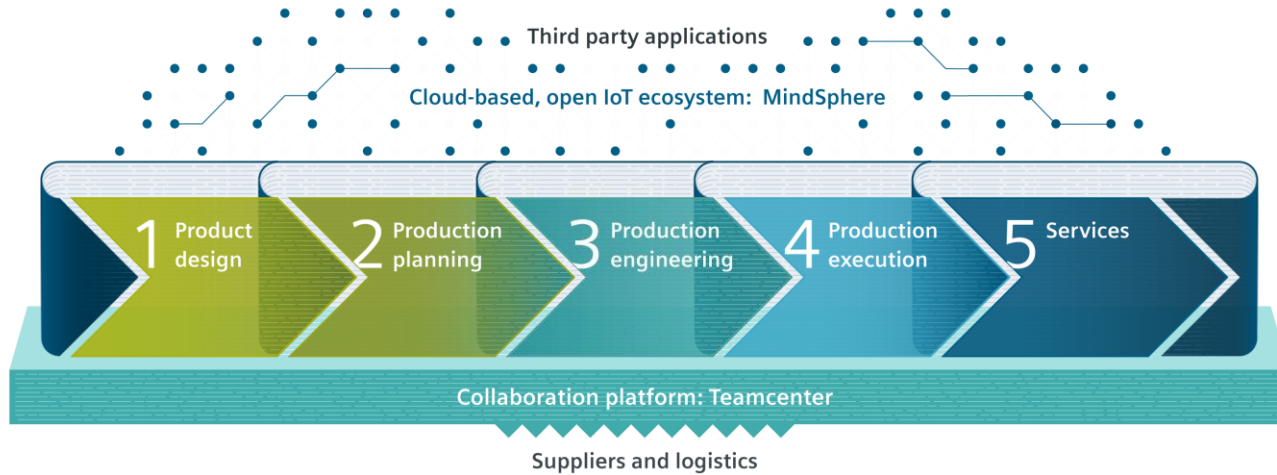 Third party applications
Cloud-based, open IoT ecosystem: MindSphere
1 Product
design
2 Production
planning
3 Production
engineering
4 Production
execution
5 Services
Collaboration platform: Teamcenter
Suppliers and logistics